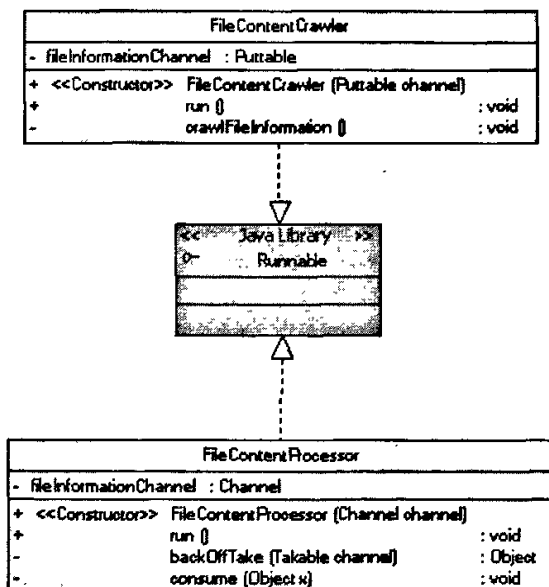 FileContentCrawler
- fileInformationChannel : Puttable
+ <<Constructor>> FileContentCrawler (Puttable channel)
+ run () : void
- crawlFileInformation () : void
<< Java Library >>
Runnable
FileContentProcessor
- fileInformationChannel : Channel
+ <<Constructor>> FileContentProcessor (Channel channel)
+ run () : void
- backOffTake (Takable channel) : Object
- consume (Object x) : void